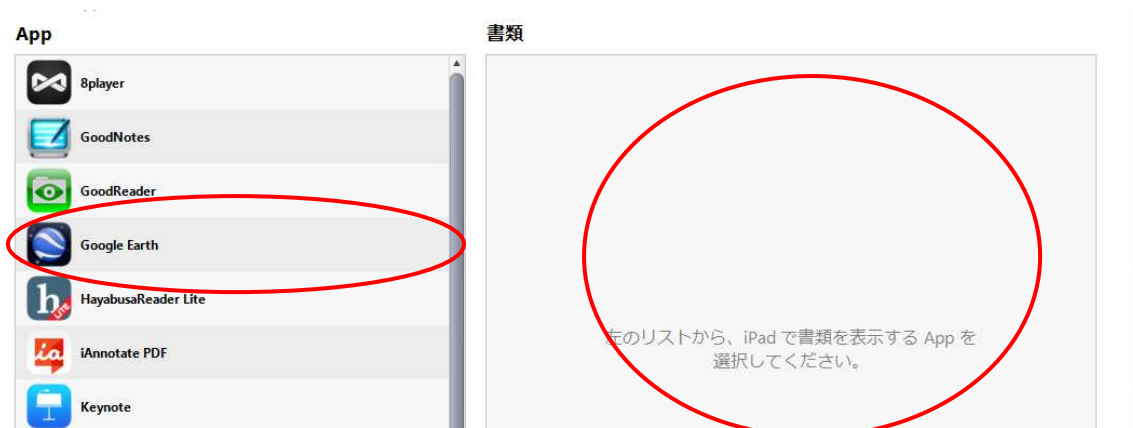 App
書類
8player
GoodNotes
GoodReader
Google Earth
HayabusaReader Lite
iAnnotate PDF
Keynote
左のリストから、iPad で書類を表示する App を
選択してください。